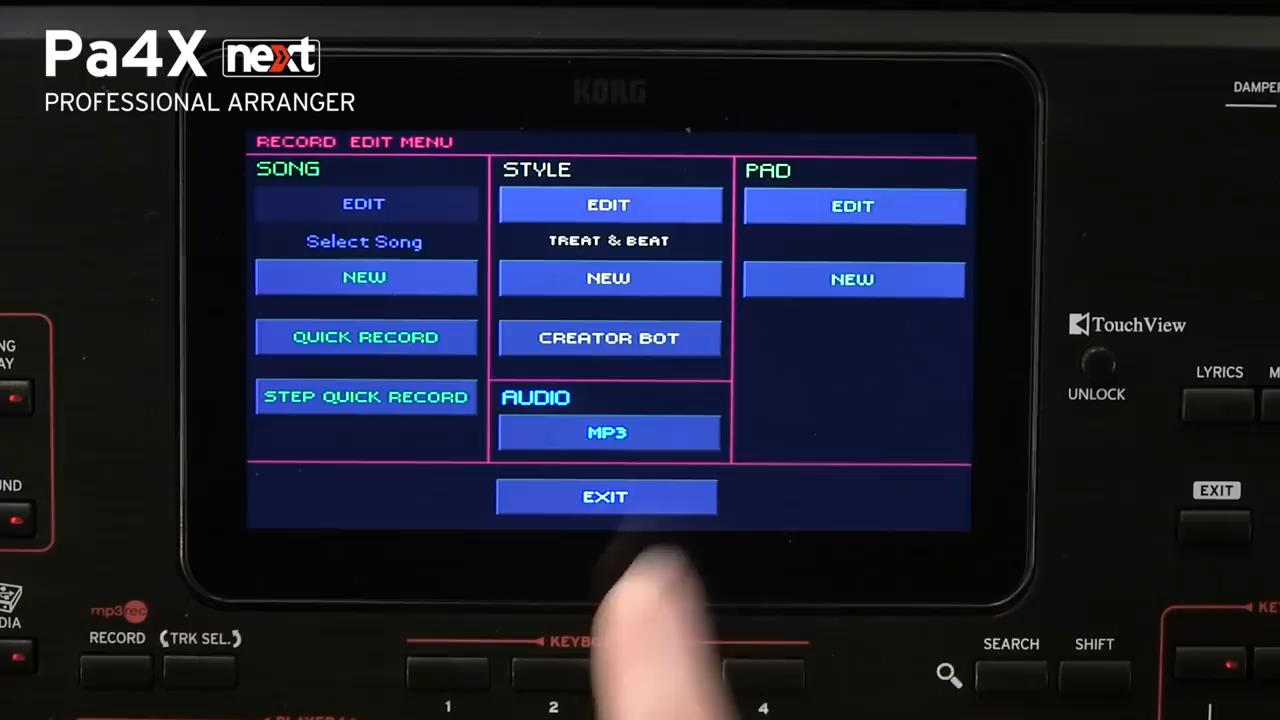 Pa4X next
PROFESSIONAL ARRANGER
KORG
DAMPER
RECORD EDIT MENU
SONG
EDIT
Select Song
NEW
QUICK RECORD
STEP QUICK RECORD
STYLE
EDIT
TREAT & BEAT
NEW
CREATOR BOT
AUDIO
MP3
EXIT
PAD
EDIT
NEW
TouchView
UNLOCK
LYRICS
EXIT
mp3rec
RECORD
TRK SEL.
SEARCH
SHIFT
1
2
4